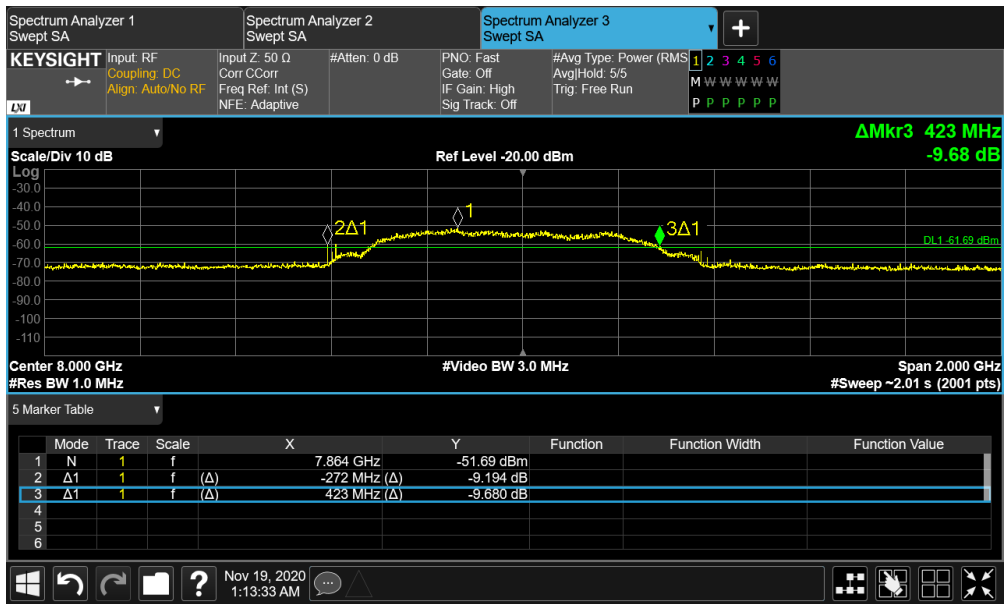 Spectrum Analyzer 1
Swept SA
Spectrum Analyzer 2
Swept SA
Spectrum Analyzer 3
Swept SA
KEYSIGHT
LXI
Input: RF
Coupling: DC
Align: Auto/No RF
Input Z: 50 Ω
Corr CCorr
Freq Ref: Int (S)
NFE: Adaptive
#Atten: 0 dB
PNO: Fast
Gate: Off
IF Gain: High
Sig Track: Off
#Avg Type: Power (RMS
Avg|Hold: 5/5
Trig: Free Run
1 2 3 4 5 6
M W W W W W
P P P P P P
1 Spectrum
ΔMkr3 423 MHz
-9.68 dB
Scale/Div 10 dB
Ref Level -20.00 dBm
Log
-30.0
-40.0
-50.0
-60.0
-70.0
-80.0
-90.0
-100
-110
2Δ1
1
3Δ1
DL1 -61.69 dBm
Center 8.000 GHz
#Video BW 3.0 MHz
Span 2.000 GHz
#Res BW 1.0 MHz
#Sweep ~2.01 s (2001 pts)
5 Marker Table
Mode Trace Scale X Y Function Function Width Function Value
1 N 1 f 7.864 GHz -51.69 dBm
2 Δ1 1 f (Δ) -272 MHz (Δ) -9.194 dB
3 Δ1 1 f (Δ) 423 MHz (Δ) -9.680 dB
4
5
6
?
Nov 19, 2020
1:13:33 AM